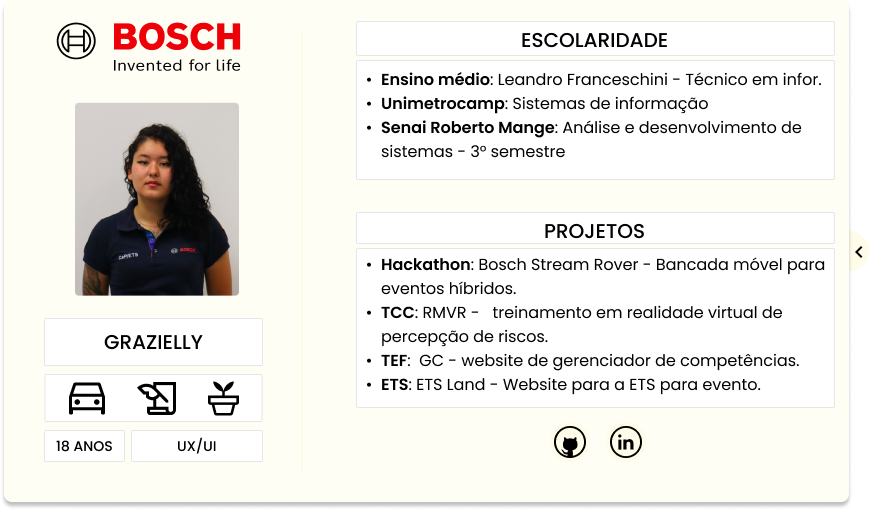 BOSCH
Invented for life
GRAZIELLY
18 ANOS
UX/UI
ESCOLARIDADE
• Ensino médio: Leandro Franceschini - Técnico em infor.
• Unimetrocamp: Sistemas de informação
• Senai Roberto Mange: Análise e desenvolvimento de
sistemas - 3º semestre
PROJETOS
• Hackathon: Bosch Stream Rover - Bancada móvel para
eventos híbridos.
• TCC: RMVR - treinamento em realidade virtual de
percepção de riscos.
• TEF: GC - website de gerenciador de competências.
• ETS: ETS Land - Website para a ETS para evento.
in
BOSCH